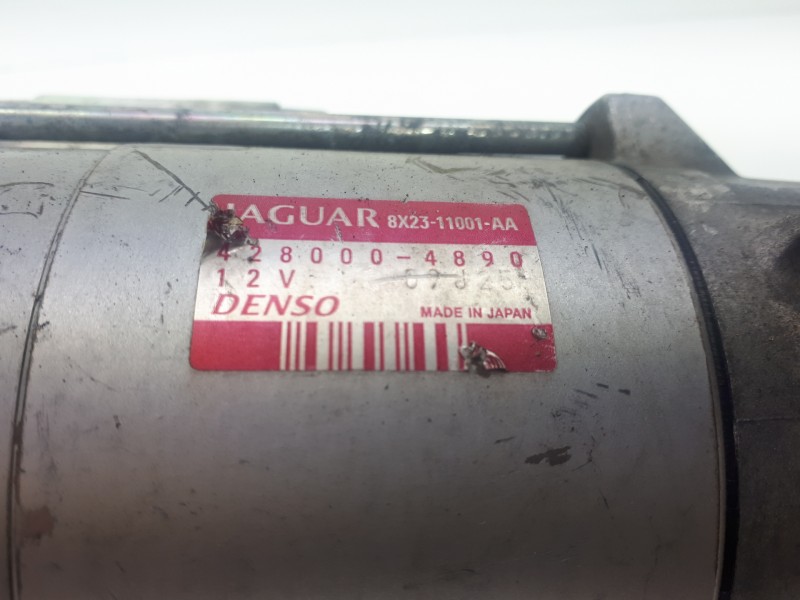 JAGUAR 8X23-11001-AA
428000-4890
12V
DENSO MADE IN JAPAN